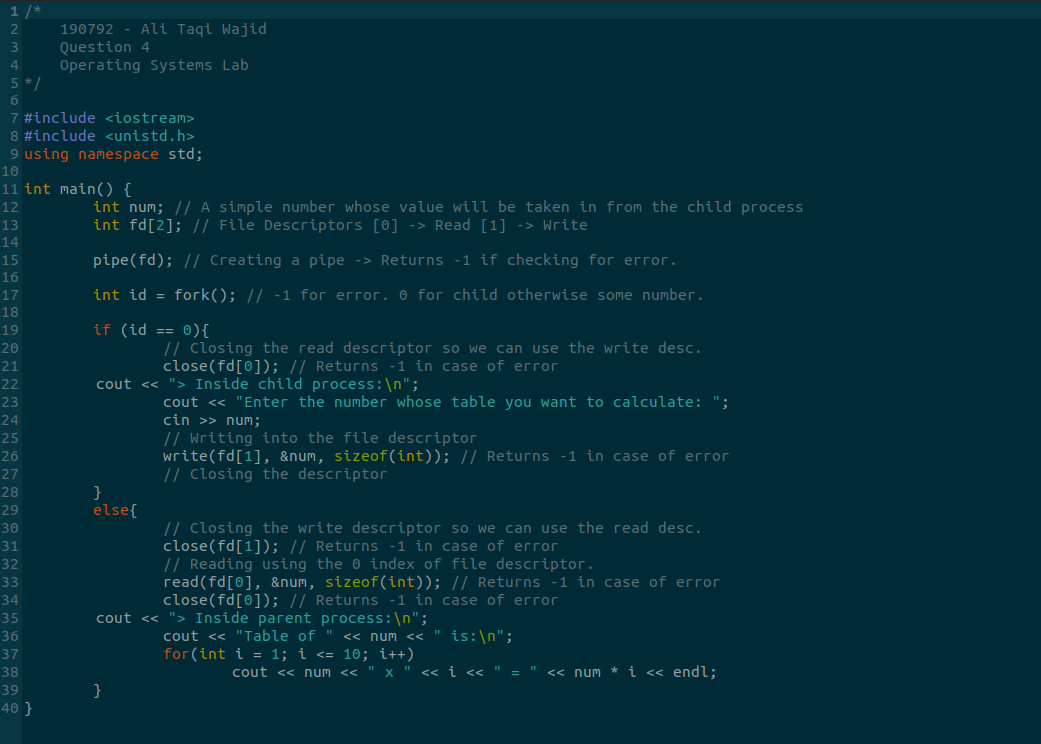 1 /*
2     190792 - Ali Taqi Wajid
3     Question 4
4     Operating Systems Lab
5 */
6
7 #include <iostream>
8 #include <unistd.h>
9 using namespace std;
10
11 int main() {
12         int num; // A simple number whose value will be taken in from the child process
13         int fd[2]; // File Descriptors [0] -> Read [1] -> Write
14
15         pipe(fd); // Creating a pipe -> Returns -1 if checking for error.
16
17         int id = fork(); // -1 for error. 0 for child otherwise some number.
18
19         if (id == 0){
20                 // Closing the read descriptor so we can use the write desc.
21                 close(fd[0]); // Returns -1 in case of error
22         cout << "> Inside child process:\n";
23                 cout << "Enter the number whose table you want to calculate: ";
24                 cin >> num;
25                 // Writing into the file descriptor
26                 write(fd[1], &num, sizeof(int)); // Returns -1 in case of error
27                 // Closing the descriptor
28         }
29         else{
30                 // Closing the write descriptor so we can use the read desc.
31                 close(fd[1]); // Returns -1 in case of error
32                 // Reading using the 0 index of file descriptor.
33                 read(fd[0], &num, sizeof(int)); // Returns -1 in case of error
34                 close(fd[0]); // Returns -1 in case of error
35         cout << "> Inside parent process:\n";
36                 cout << "Table of " << num << " is:\n";
37                 for(int i = 1; i <= 10; i++)
38                         cout << num << " x " << i << " = " << num * i << endl;
39         }
40 }